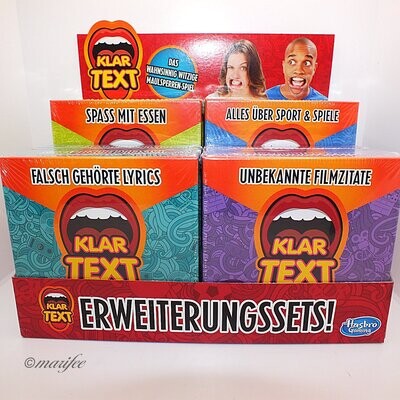 KLAR
TEXT
DAS
WAHNSINNIG WITZIGE
MAULSPERREN-SPIEL
SPASS MIT ESSEN
ALLES ÜBER SPORT & SPIELE
FALSCH GEHÖRTE LYRICS
UNBEKANNTE FILMZITATE
KLAR
TEXT
KLAR
TEXT
KLAR
TEXT
ERWEITERUNGSSETS!
Hasbro
Gaming
©marifee